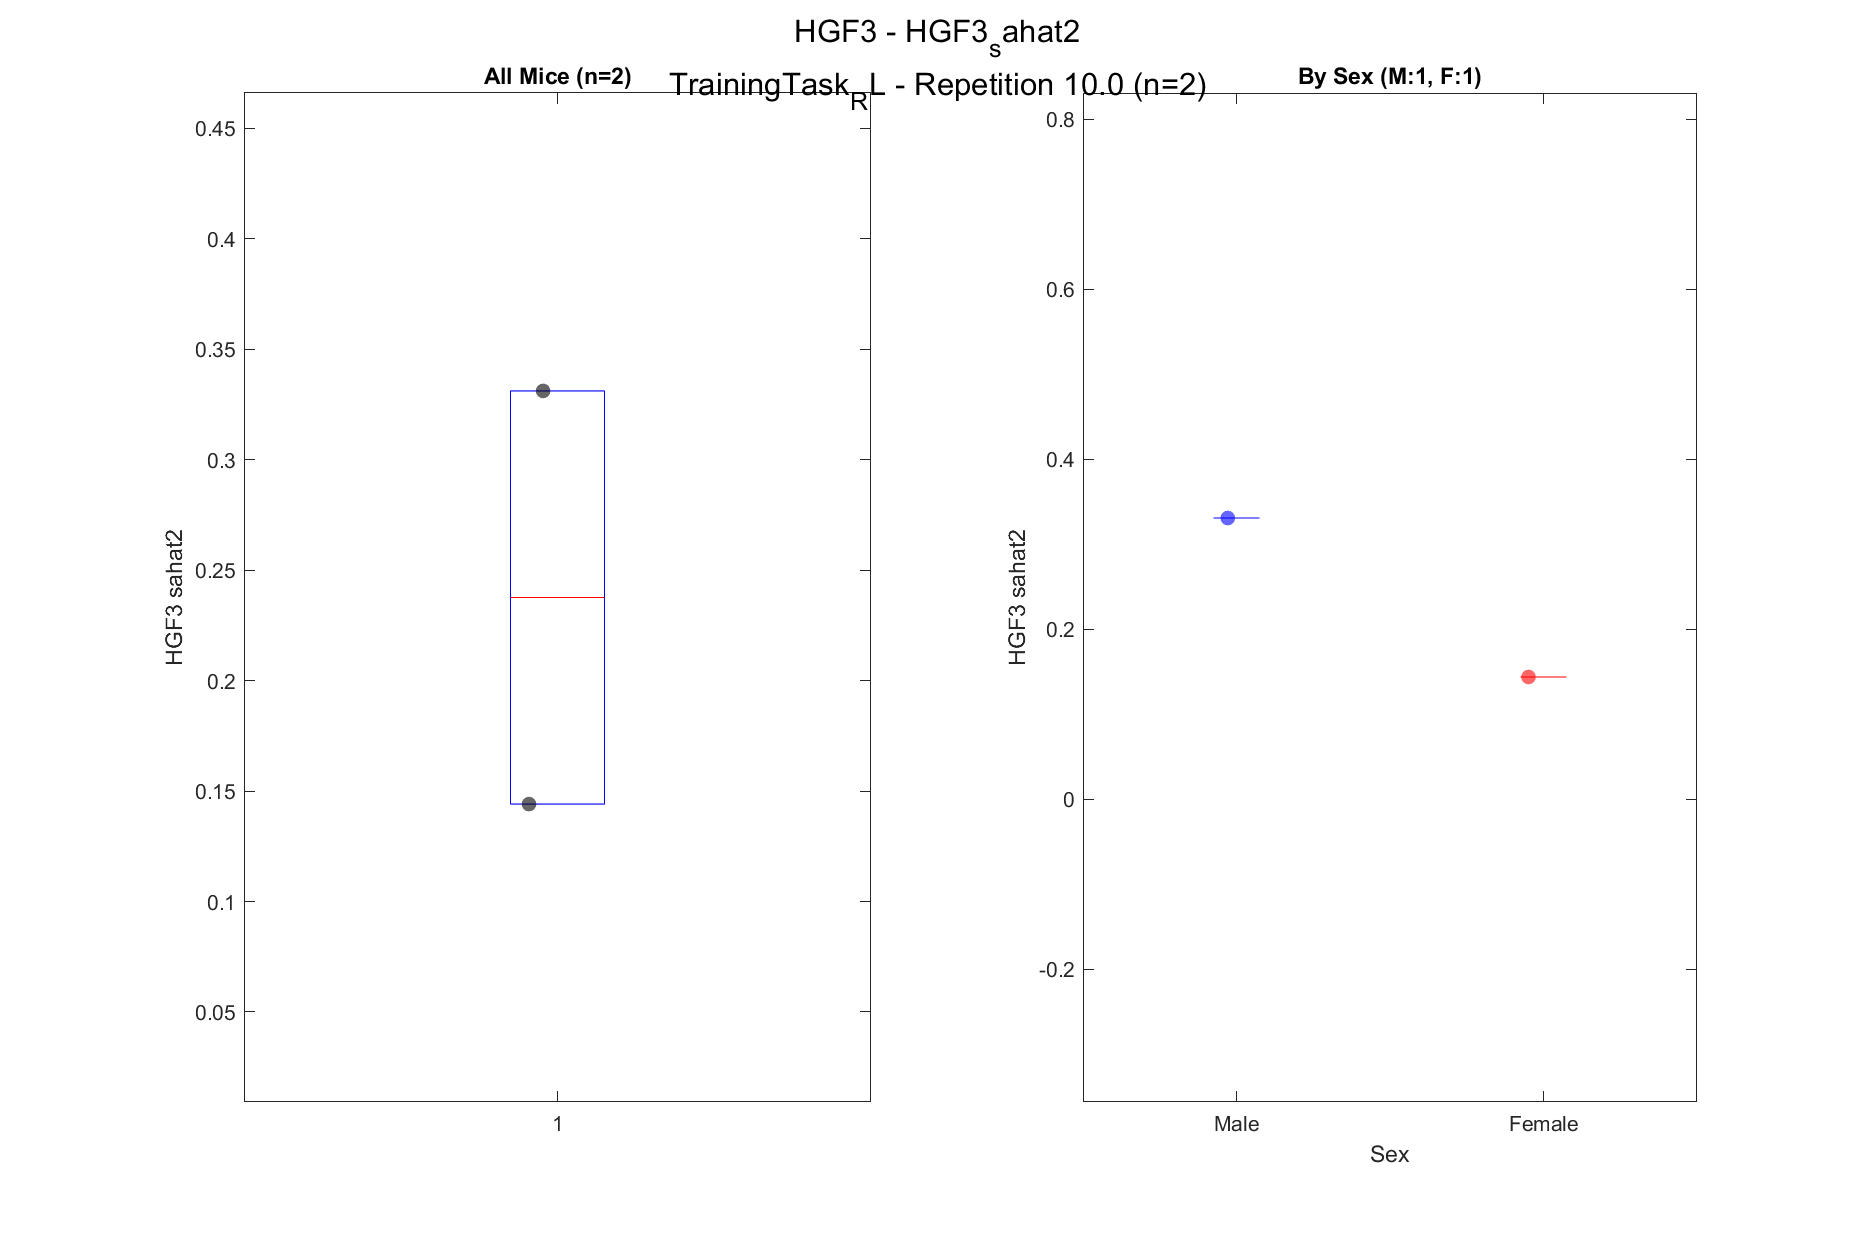 HGF3 - HGF3sahat2
TrainingTaskRL - Repetition 10.0 (n=2)
All Mice (n=2)
0.45
0.4
0.35
0.3
0.25
0.2
0.15
0.1
0.05
HGF3 sahat2
1
By Sex (M:1, F:1)
0.8
0.6
0.4
0.2
0
-0.2
HGF3 sahat2
Male Female
Sex